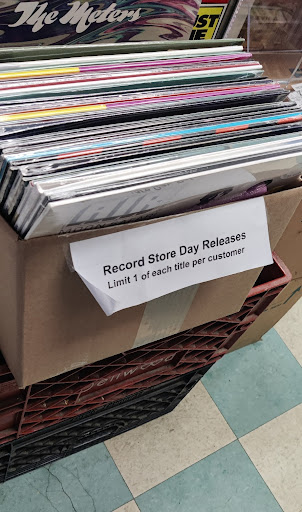 The Meters
Record Store Day Releases
Limit 1 of each title per customer